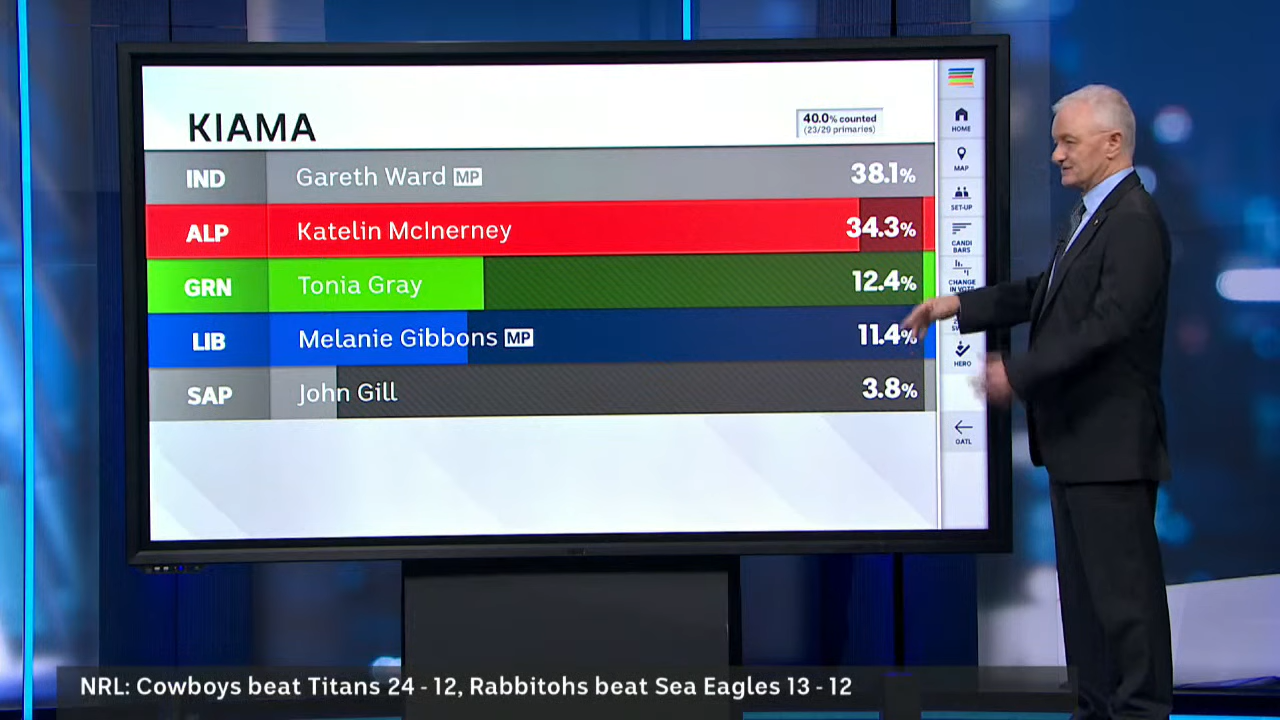 KIAMA
40.0% counted
(23/29 primaries)
IND Gareth Ward MP 38.1%
ALP Katelin McInerney 34.3%
GRN Tonia Gray 12.4%
LIB Melanie Gibbons MP 11.4%
SAP John Gill 3.8%
HOME
MAP
SET-UP
CANDI
BARS
CHANGE
IN VOTE
HERO
GATL
NRL: Cowboys beat Titans 24 - 12, Rabbitohs beat Sea Eagles 13 - 12